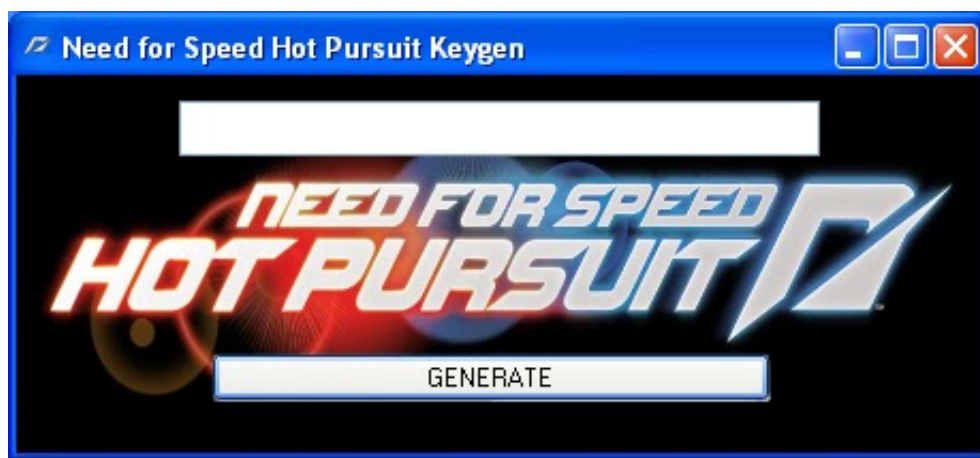 Need for Speed Hot Pursuit Keygen
NEED FOR SPEED
HOT PURSUIT
GENERATE